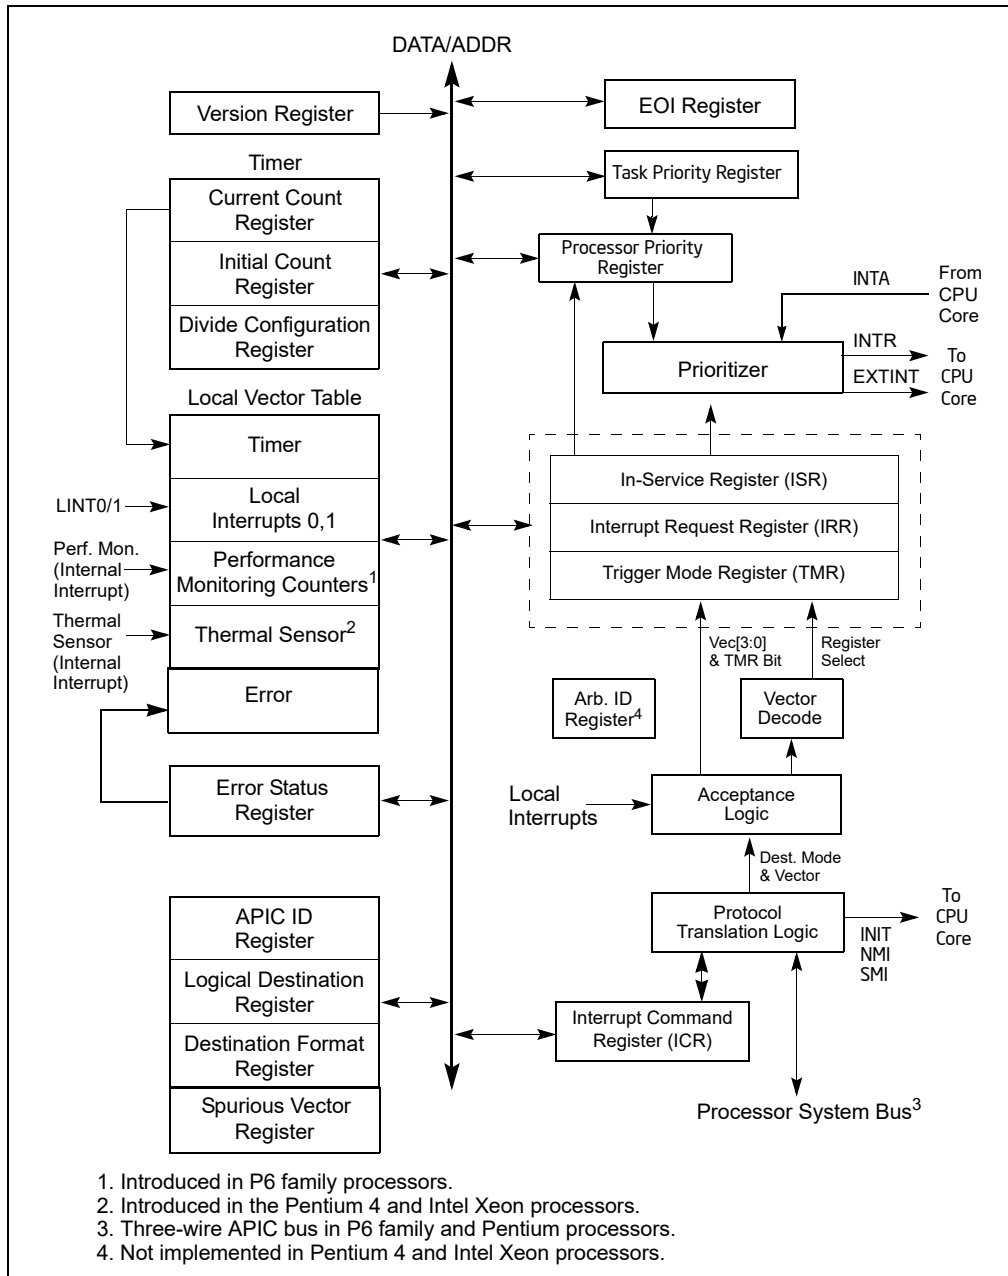 DATA/ADDR
Version Register
EOI Register
Timer
Current Count
Register
Initial Count
Register
Divide Configuration
Register
Task Priority Register
Processor Priority
Register
INTA
From
CPU
Core
Prioritizer
INTR
EXTINT
To
CPU
Core
Local Vector Table
Timer
Local
Interrupts 0,1
Performance
Monitoring Counters1
Thermal Sensor2
Error
LINT0/1
Perf. Mon.
(Internal
Interrupt)
Thermal
Sensor
(Internal
Interrupt)
In-Service Register (ISR)
Interrupt Request Register (IRR)
Trigger Mode Register (TMR)
Vec[3:0]
& TMR Bit
Register
Select
Arb. ID
Register4
Vector
Decode
Error Status
Register
Local
Interrupts
Acceptance
Logic
Dest. Mode
& Vector
APIC ID
Register
Logical Destination
Register
Destination Format
Register
Spurious Vector
Register
Protocol
Translation Logic
INIT
NMI
SMI
To
CPU
Core
Interrupt Command
Register (ICR)
Processor System Bus3
1. Introduced in P6 family processors.
2. Introduced in the Pentium 4 and Intel Xeon processors.
3. Three-wire APIC bus in P6 family and Pentium processors.
4. Not implemented in Pentium 4 and Intel Xeon processors.